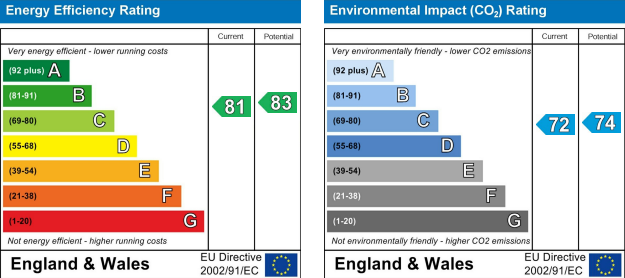 Energy Efficiency Rating
Current Potential
Very energy efficient - lower running costs
(92 plus) A
(81-91) B
(69-80) C
(55-68) D
(39-54) E
(21-38) F
(1-20) G
81 83
Not energy efficient - higher running costs
England & Wales
EU Directive
2002/91/EC
Environmental Impact (CO₂) Rating
Current Potential
Very environmentally friendly - lower CO2 emissions
(92 plus) A
(81-91) B
(69-80) C
(55-68) D
(39-54) E
(21-38) F
(1-20) G
72 74
Not environmentally friendly - higher CO2 emissions
England & Wales
EU Directive
2002/91/EC